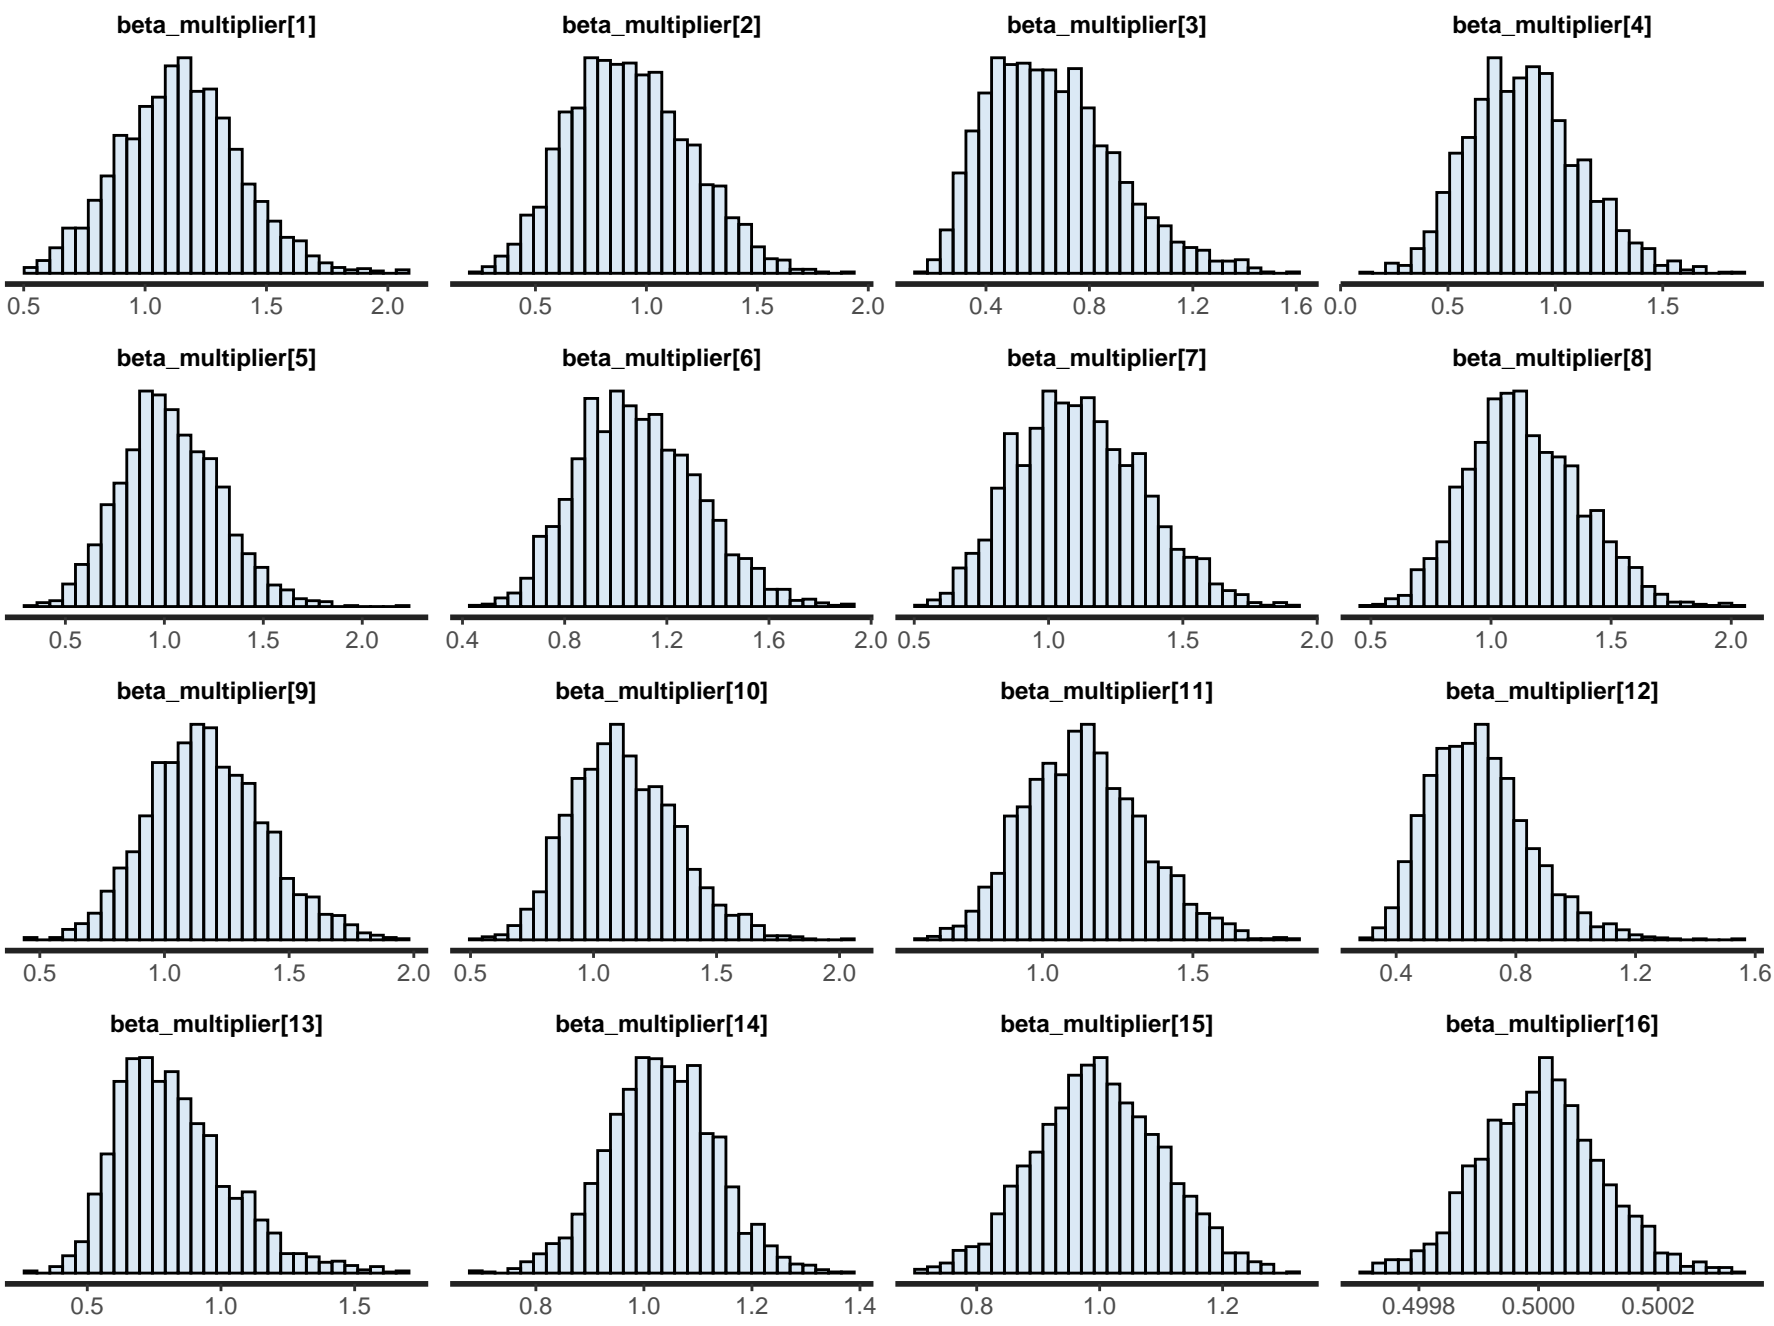 beta_multiplier[1] beta_multiplier[2] beta_multiplier[3] beta_multiplier[4]
0.5 1.0 1.5 2.0 0.5 1.0 1.5 2.0 0.4 0.8 1.2 1.6 0.0 0.5 1.0 1.5
beta_multiplier[5] beta_multiplier[6] beta_multiplier[7] beta_multiplier[8]
0.5 1.0 1.5 2.0 0.4 0.8 1.2 1.6 2.0 0.5 1.0 1.5 2.0 0.5 1.0 1.5 2.0
beta_multiplier[9] beta_multiplier[10] beta_multiplier[11] beta_multiplier[12]
0.5 1.0 1.5 2.0 0.5 1.0 1.5 2.0 1.0 1.5 0.4 0.8 1.2 1.6
beta_multiplier[13] beta_multiplier[14] beta_multiplier[15] beta_multiplier[16]
0.5 1.0 1.5 0.8 1.0 1.2 1.4 0.8 1.0 1.2 0.4998 0.5000 0.5002